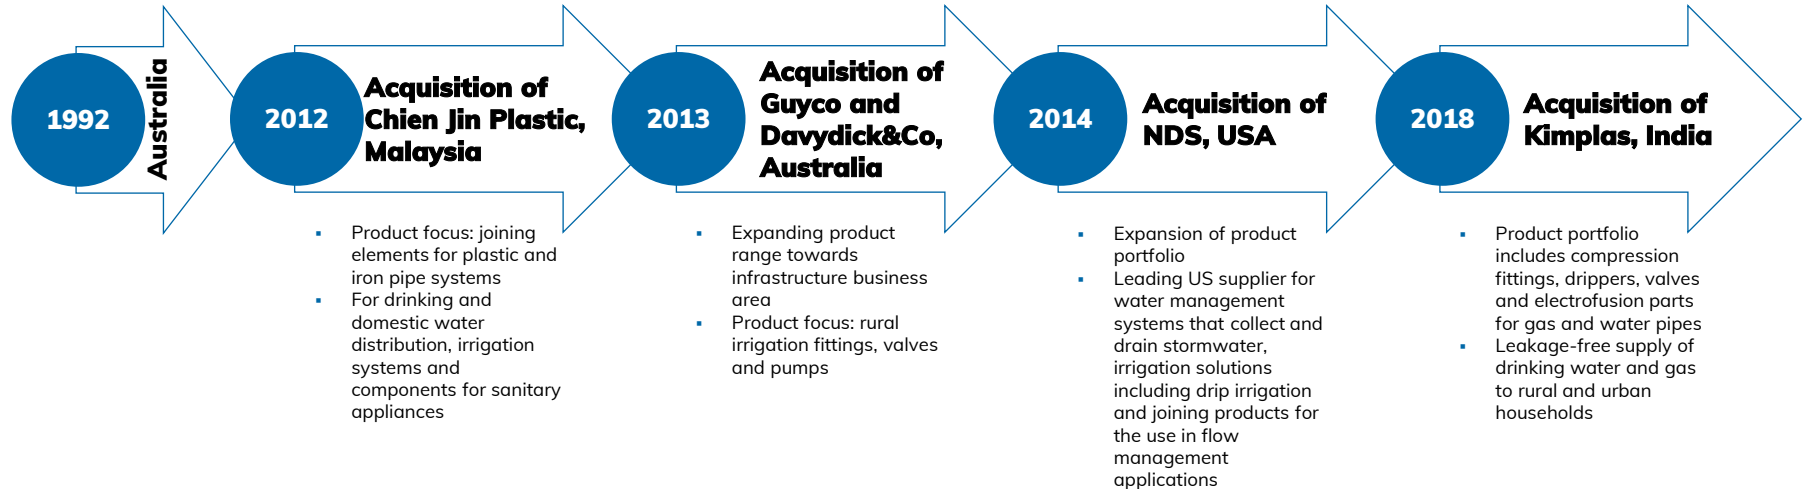 1992
Australia
2012
Acquisition of
Chien Jin Plastic,
Malaysia
▪ Product focus: joining
elements for plastic and
iron pipe systems
▪ For drinking and
domestic water
distribution, irrigation
systems and
components for sanitary
appliances
2013
Acquisition of
Guyco and
Davydick&Co,
Australia
▪ Expanding product
range towards
infrastructure business
area
▪ Product focus: rural
irrigation fittings, valves
and pumps
2014
Acquisition of
NDS, USA
▪ Expansion of product
portfolio
▪ Leading US supplier for
water management
systems that collect and
drain stormwater,
irrigation solutions
including drip irrigation
and joining products for
the use in flow
management
applications
2018
Acquisition of
Kimplas, India
▪ Product portfolio
includes compression
fittings, drippers, valves
and electrofusion parts
for gas and water pipes
▪ Leakage-free supply of
drinking water and gas
to rural and urban
households